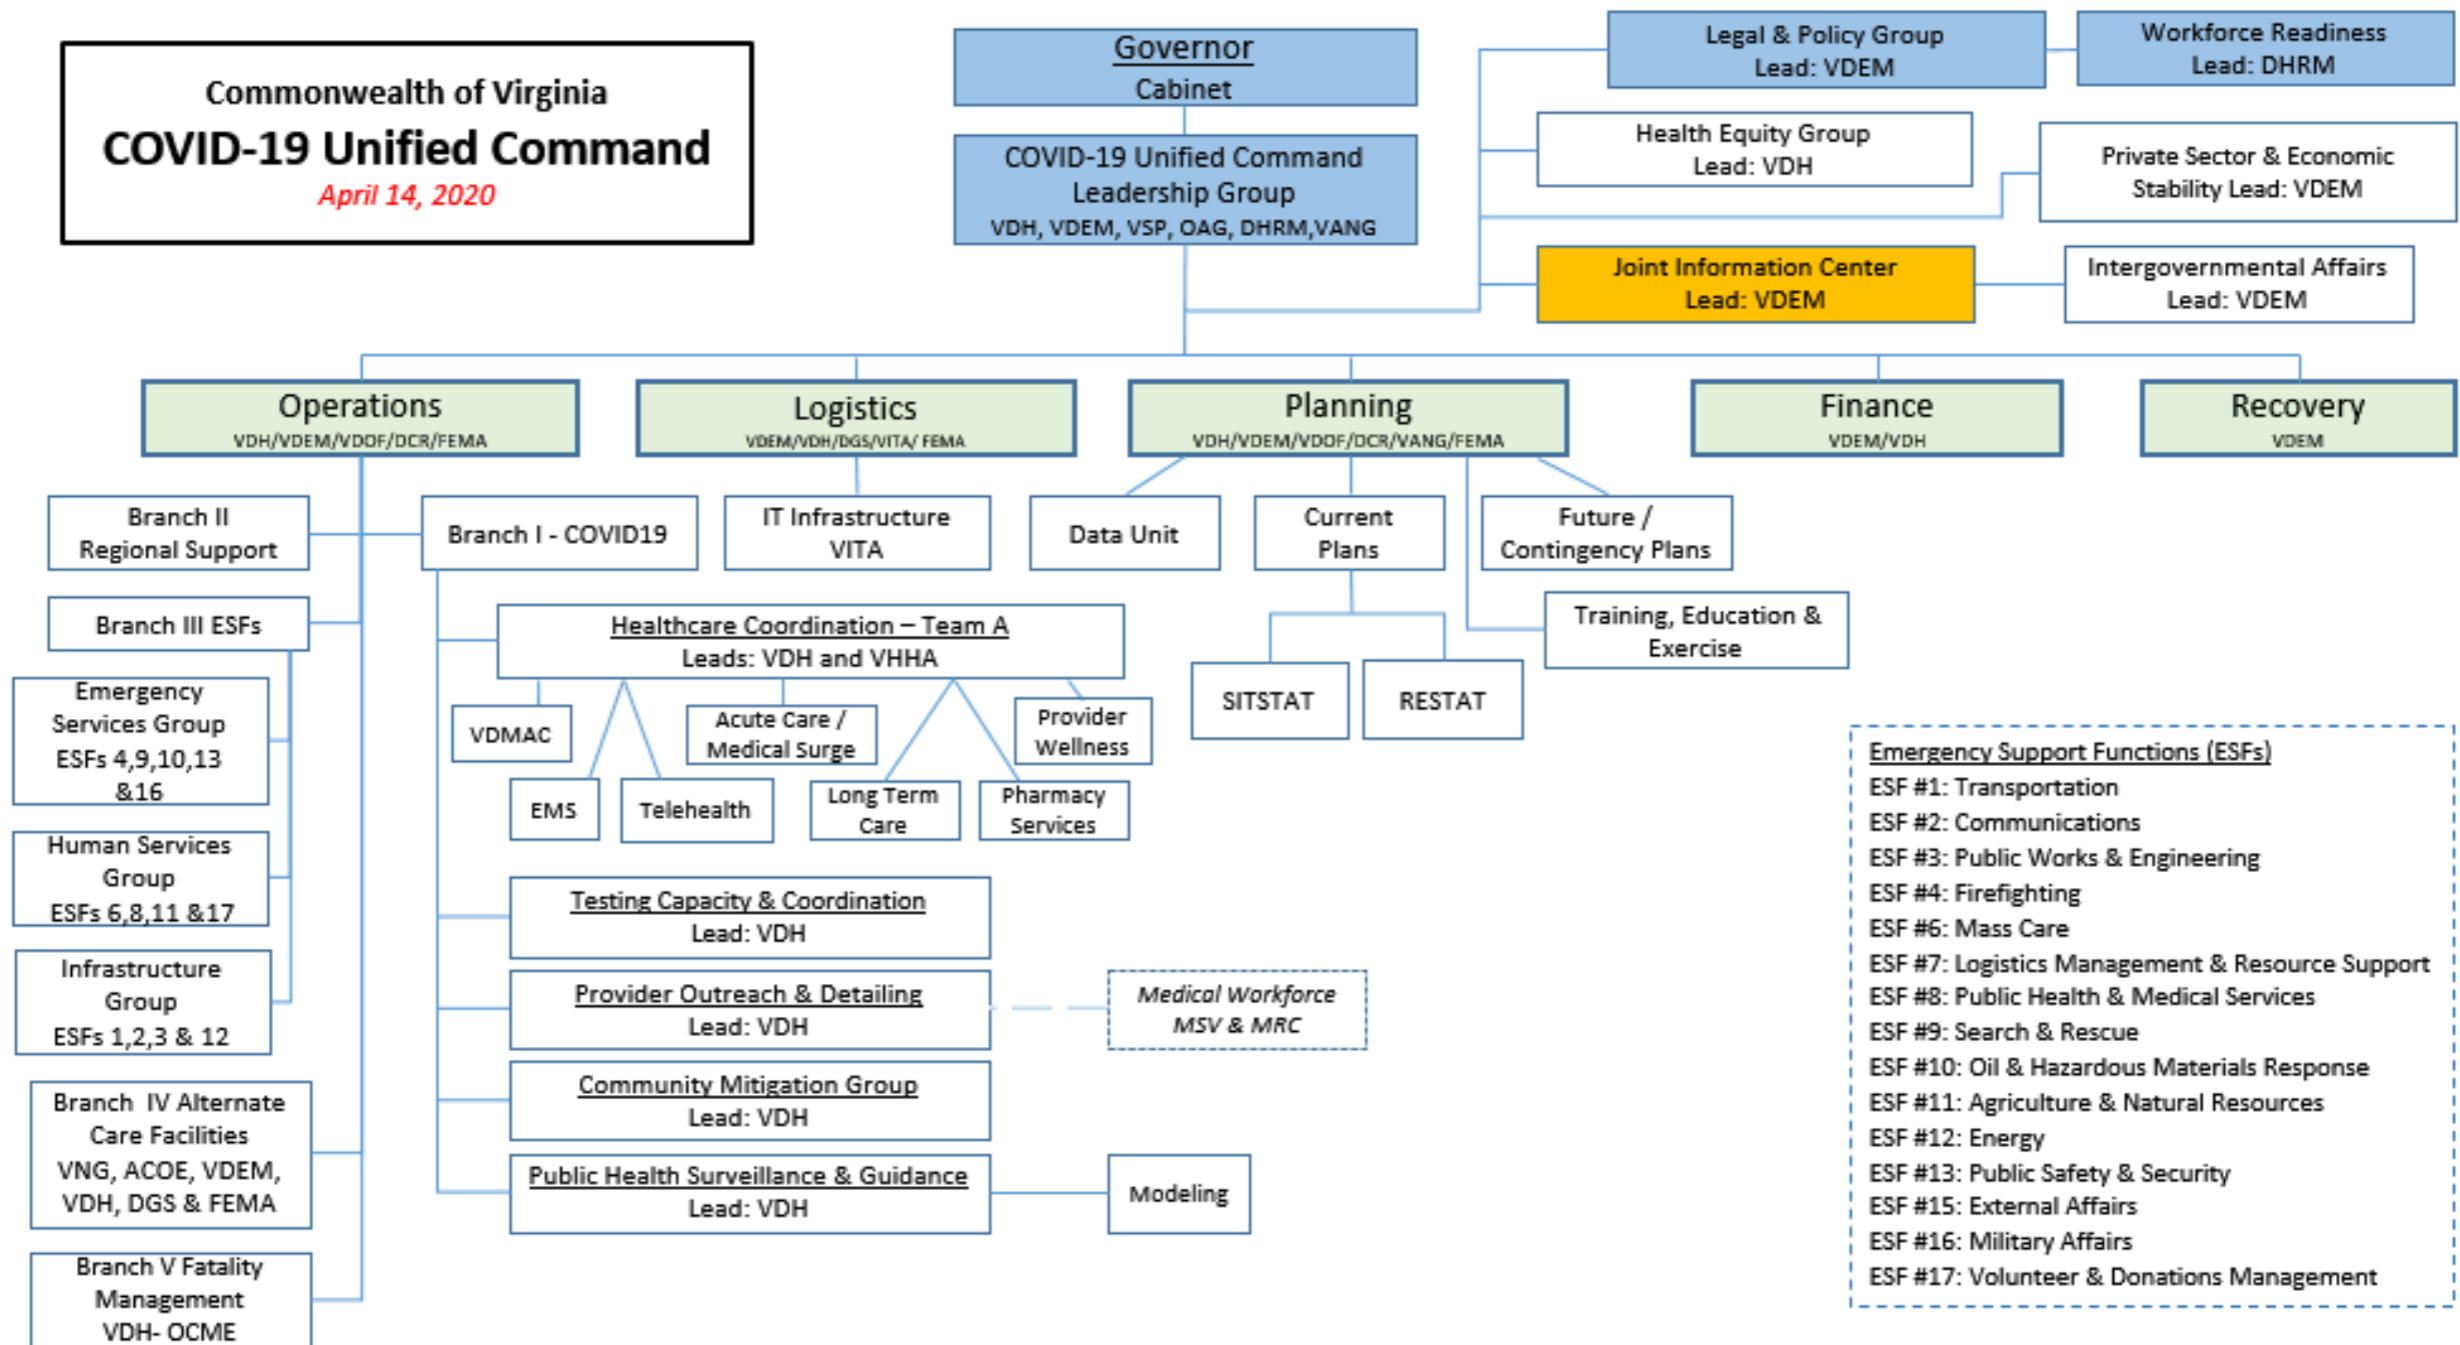 Commonwealth of Virginia
COVID-19 Unified Command
April 14, 2020
Governor
Cabinet
COVID-19 Unified Command
Leadership Group
VDH, VDEM, VSP, OAG, DHRM,VANG
Legal & Policy Group
Lead: VDEM
Workforce Readiness
Lead: DHRM
Health Equity Group
Lead: VDH
Private Sector & Economic
Stability Lead: VDEM
Joint Information Center
Lead: VDEM
Intergovernmental Affairs
Lead: VDEM
Operations
VDH/VDEM/VDOF/DCR/FEMA
Logistics
VDEM/VDH/DGS/VITA/ FEMA
Planning
VDH/VDEM/VDOF/DCR/VANG/FEMA
Finance
VDEM/VDH
Recovery
VDEM
Branch II
Regional Support
Branch I - COVID19
IT Infrastructure
VITA
Data Unit
Current
Plans
Future /
Contingency Plans
Branch III ESFs
Healthcare Coordination – Team A
Leads: VDH and VHHA
Training, Education &
Exercise
Emergency
Services Group
ESFs 4,9,10,13
&16
VDMAC
Acute Care /
Medical Surge
Provider
Wellness
SITSTAT
RESTAT
EMS
Telehealth
Long Term
Care
Pharmacy
Services
Human Services
Group
ESFs 6,8,11 &17
Testing Capacity & Coordination
Lead: VDH
Infrastructure
Group
ESFs 1,2,3 & 12
Provider Outreach & Detailing
Lead: VDH
Medical Workforce
MSV & MRC
Community Mitigation Group
Lead: VDH
Branch  IV Alternate
Care Facilities
VNG, ACOE, VDEM,
VDH, DGS & FEMA
Public Health Surveillance & Guidance
Lead: VDH
Modeling
Branch V Fatality
Management
VDH- OCME
Emergency Support Functions (ESFs)
ESF #1: Transportation
ESF #2: Communications
ESF #3: Public Works & Engineering
ESF #4: Firefighting
ESF #6: Mass Care
ESF #7: Logistics Management & Resource Support
ESF #8: Public Health & Medical Services
ESF #9: Search & Rescue
ESF #10: Oil & Hazardous Materials Response
ESF #11: Agriculture & Natural Resources
ESF #12: Energy
ESF #13: Public Safety & Security
ESF #15: External Affairs
ESF #16: Military Affairs
ESF #17: Volunteer & Donations Management